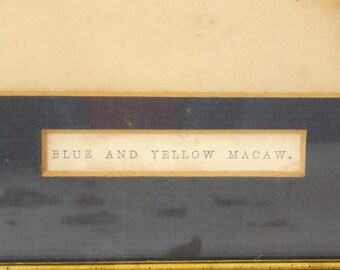 BLUE AND YELLOW MACAW.